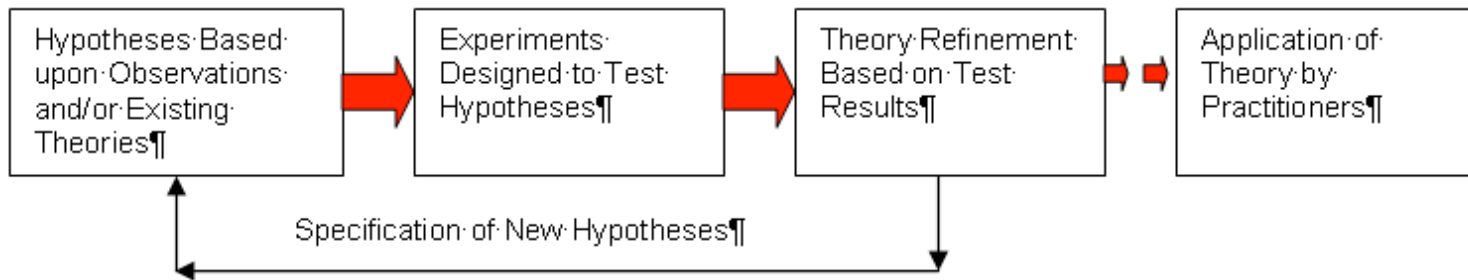 Hypotheses·Based·
upon·Observations·
and/or·Existing·
Theories¶
Experiments·
Designed·to·Test·
Hypotheses¶
Theory·Refinement·
Based·on·Test·
Results¶
Application·of·
Theory·by·
Practitioners¶
Specification·of·New·Hypotheses¶